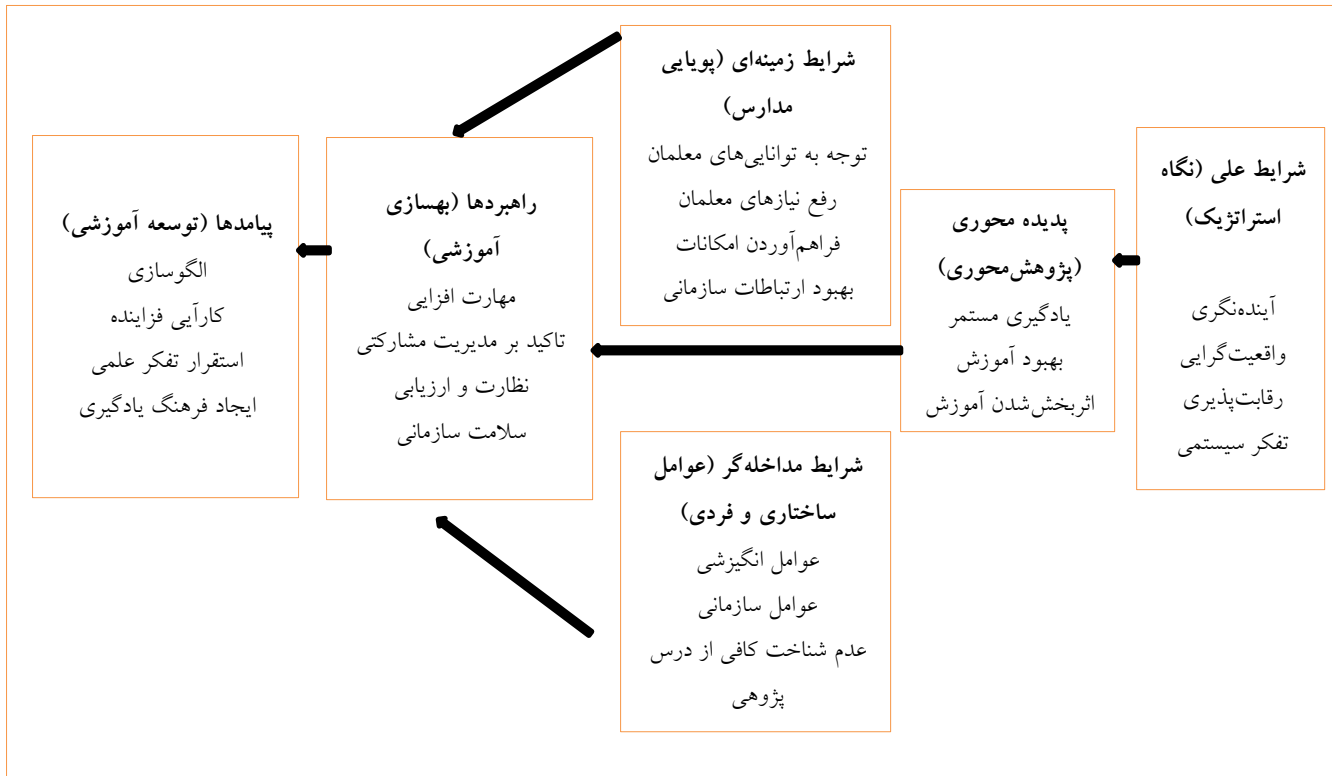 شرایط علی (نگاه
استراتژیک)
آینده‌نگری
واقعیت‌گرایی
رقابت‌پذیری
تفکر سیستمی
پدیده محوری
(پژوهش‌محوری)
یادگیری مستمر
بهبود آموزش
اثربخش‌شدن آموزش
شرایط زمینه‌ای (پویایی
مدارس)
توجه به توانایی‌های معلمان
رفع نیازهای معلمان
فراهم‌آوردن امکانات
بهبود ارتباطات سازمانی
شرایط مداخله‌گر (عوامل
ساختاری و فردی)
عوامل انگیزشی
عوامل سازمانی
عدم شناخت کافی از درس
پژوهی
راهبردها (بهسازی
آموزشی)
مهارت افزایی
تاکید بر مدیریت مشارکتی
نظارت و ارزیابی
سلامت سازمانی
پیامدها (توسعه آموزشی)
الگوسازی
کارآیی فزاینده
استقرار تفکر علمی
ایجاد فرهنگ یادگیری